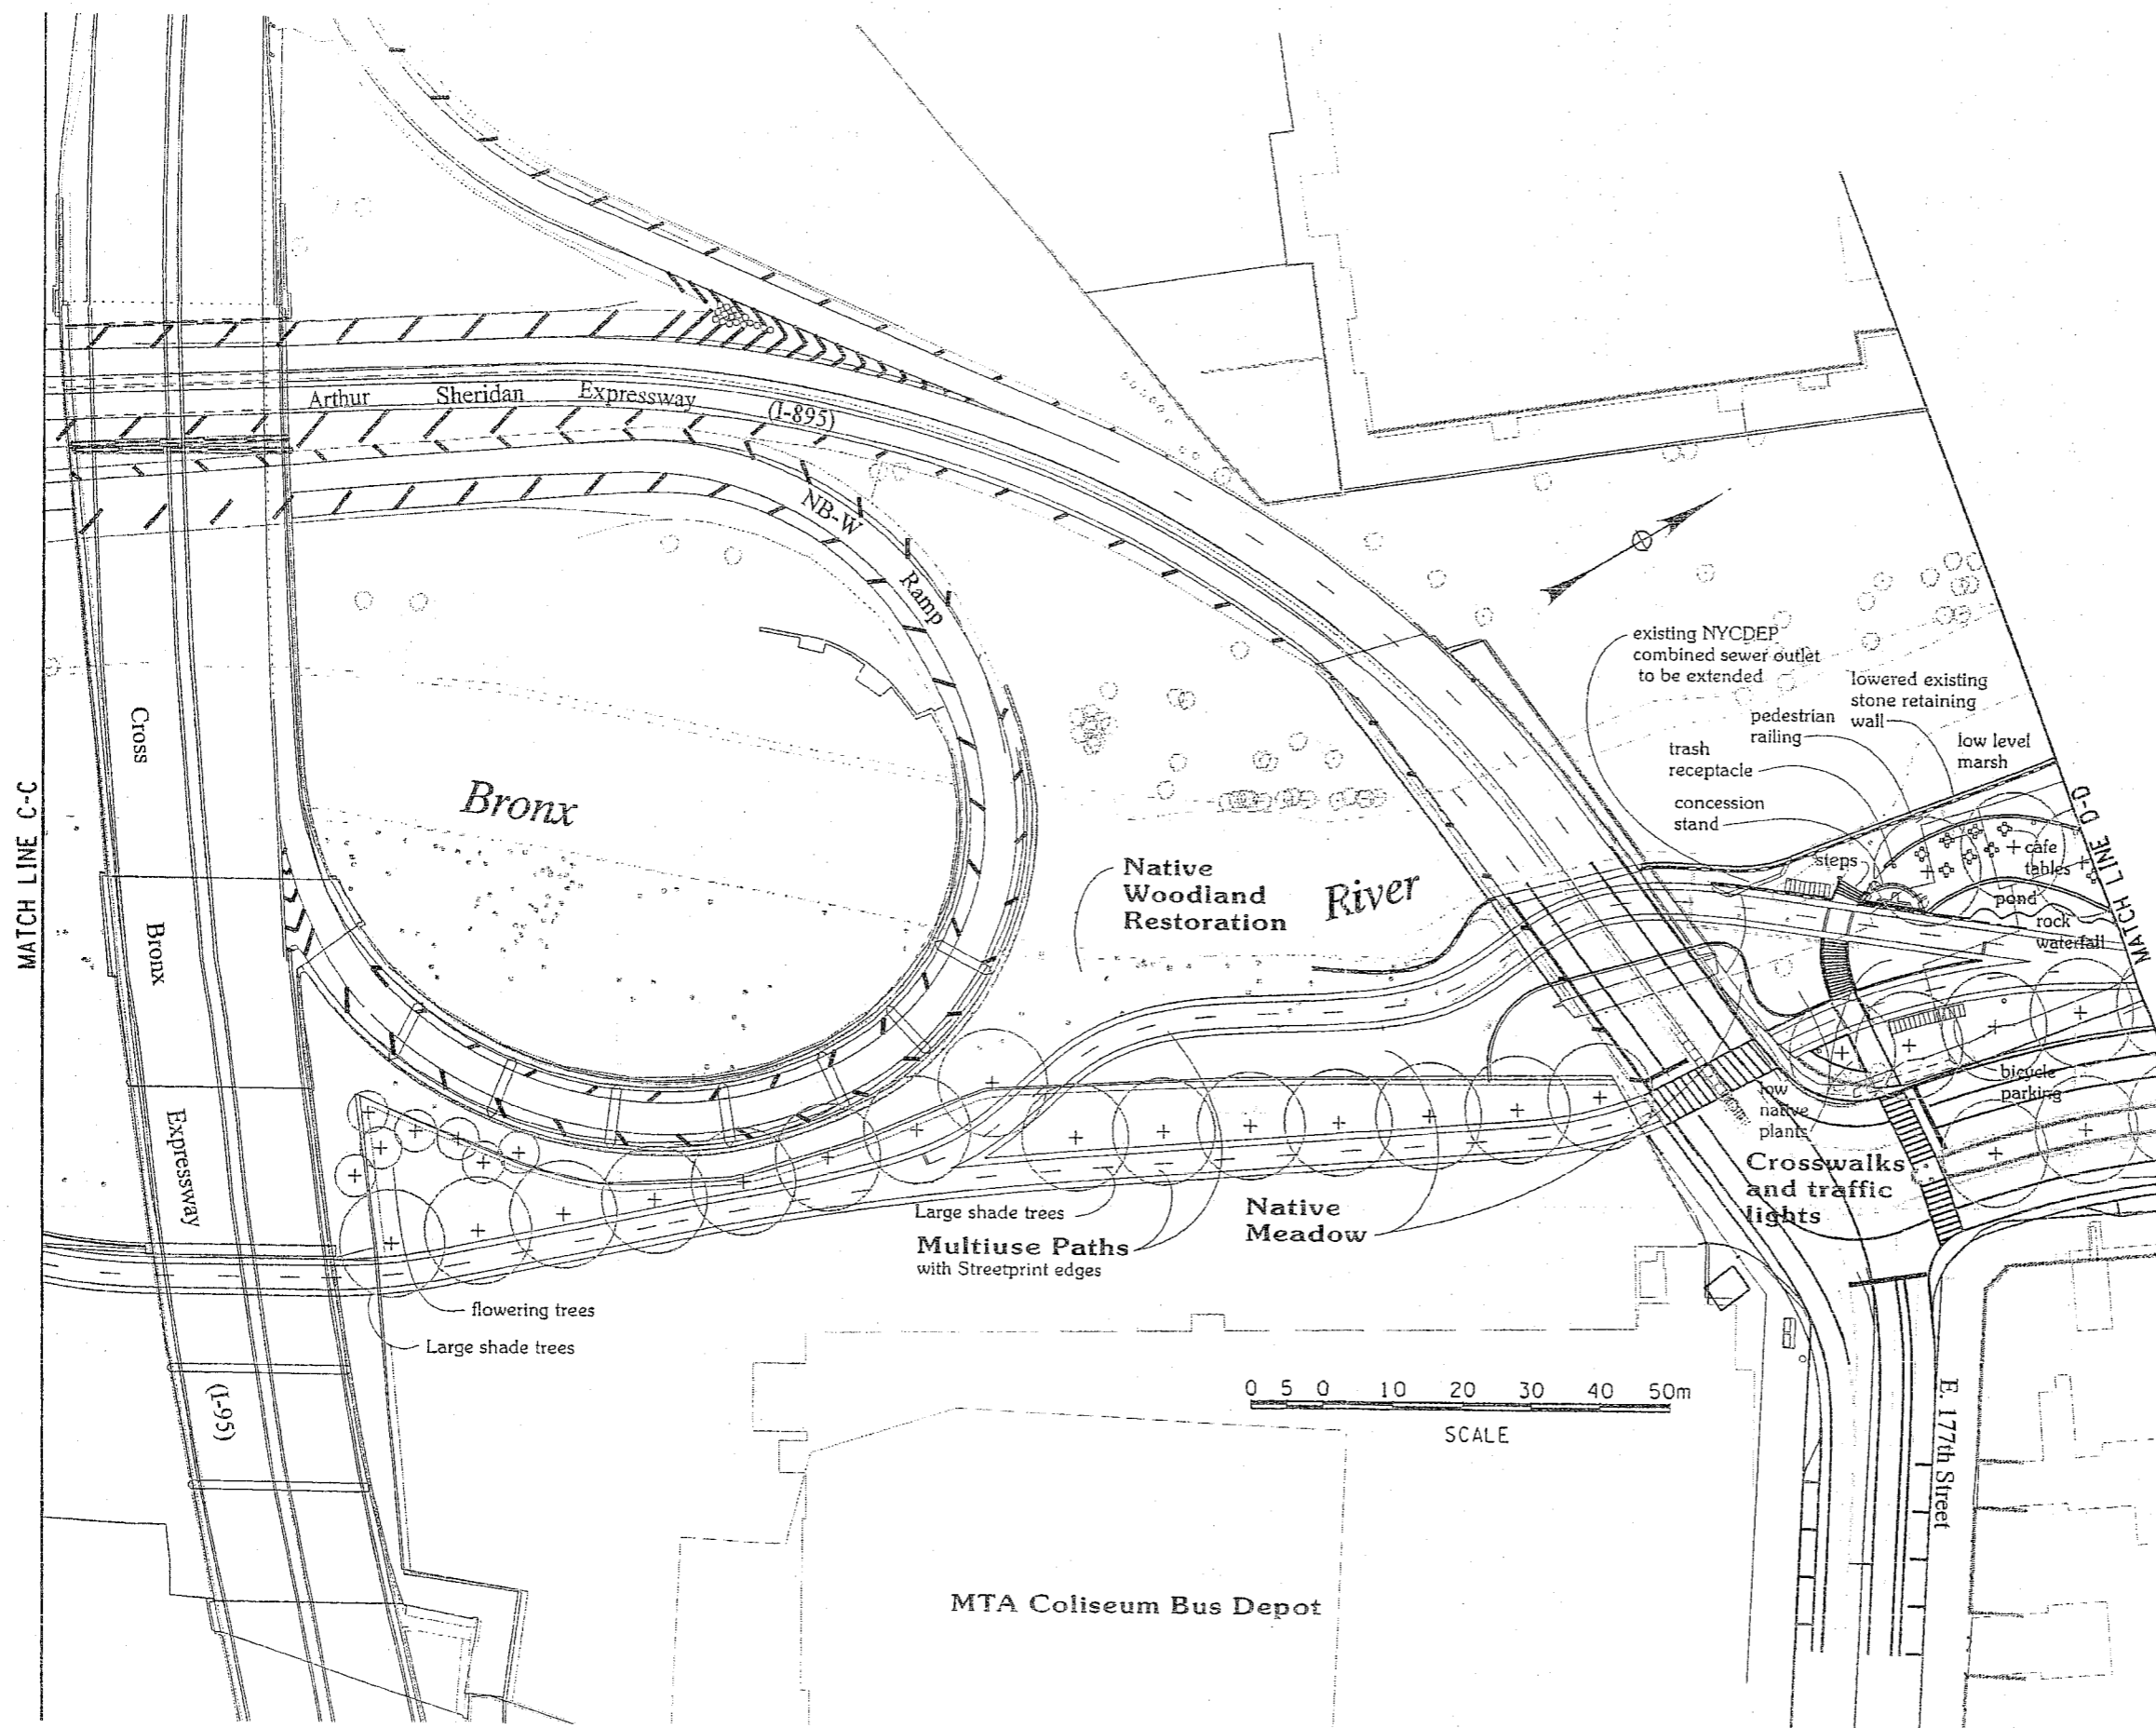 Arthur Sheridan Expressway (I-895)
NB-W Ramp
existing NYCDEP
combined sewer outlet
to be extended
lowered existing
stone retaining
wall
pedestrian
railing
low level
marsh
trash
receptacle
concession
stand
steps
cafe
tables
pond
rock
waterfall
MATCH LINE D-D
MATCH LINE C-C
Cross
Bronx
Expressway
(I-95)
Bronx
River
Native
Woodland
Restoration
bicycle
parking
low
native
plants
Crosswalks
and traffic
lights
Large shade trees
Multiuse Paths
with Streetprint edges
Native
Meadow
flowering trees
Large shade trees
0 5 0 10 20 30 40 50m
SCALE
E. 177th Street
MTA Coliseum Bus Depot